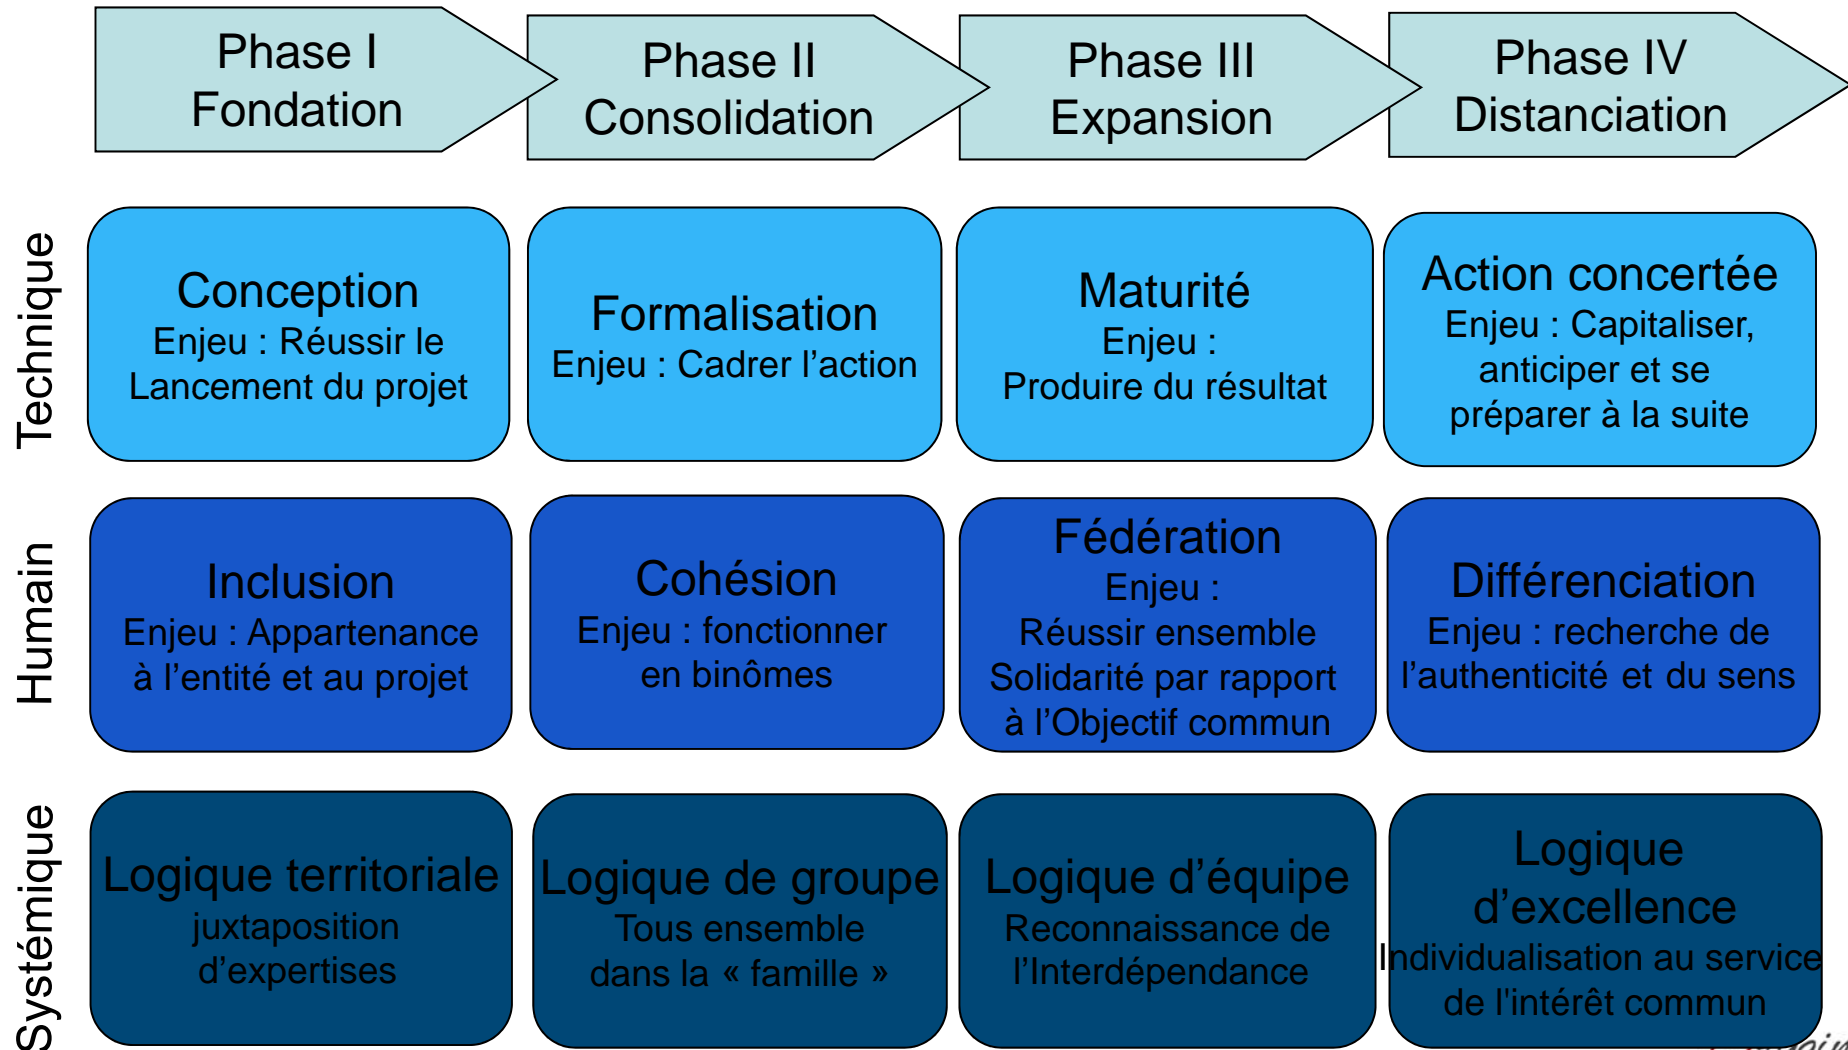 Phase I
Fondation
Phase II
Consolidation
Phase III
Expansion
Phase IV
Distanciation
Technique
Conception
Enjeu : Réussir le
Lancement du projet
Formalisation
Enjeu : Cadrer l’action
Maturité
Enjeu :
Produire du résultat
Action concertée
Enjeu : Capitaliser,
anticiper et se
préparer à la suite
Humain
Inclusion
Enjeu : Appartenance
à l’entité et au projet
Cohésion
Enjeu : fonctionner
en binômes
Fédération
Enjeu :
Réussir ensemble
Solidarité par rapport
à l’Objectif commun
Différenciation
Enjeu : recherche de
l’authenticité et du sens
Systémique
Logique territoriale
juxtaposition
d’expertises
Logique de groupe
Tous ensemble
dans la « famille »
Logique d’équipe
Reconnaissance de
l’Interdépendance
Logique
d’excellence
Individualisation au service
de l'intérêt commun